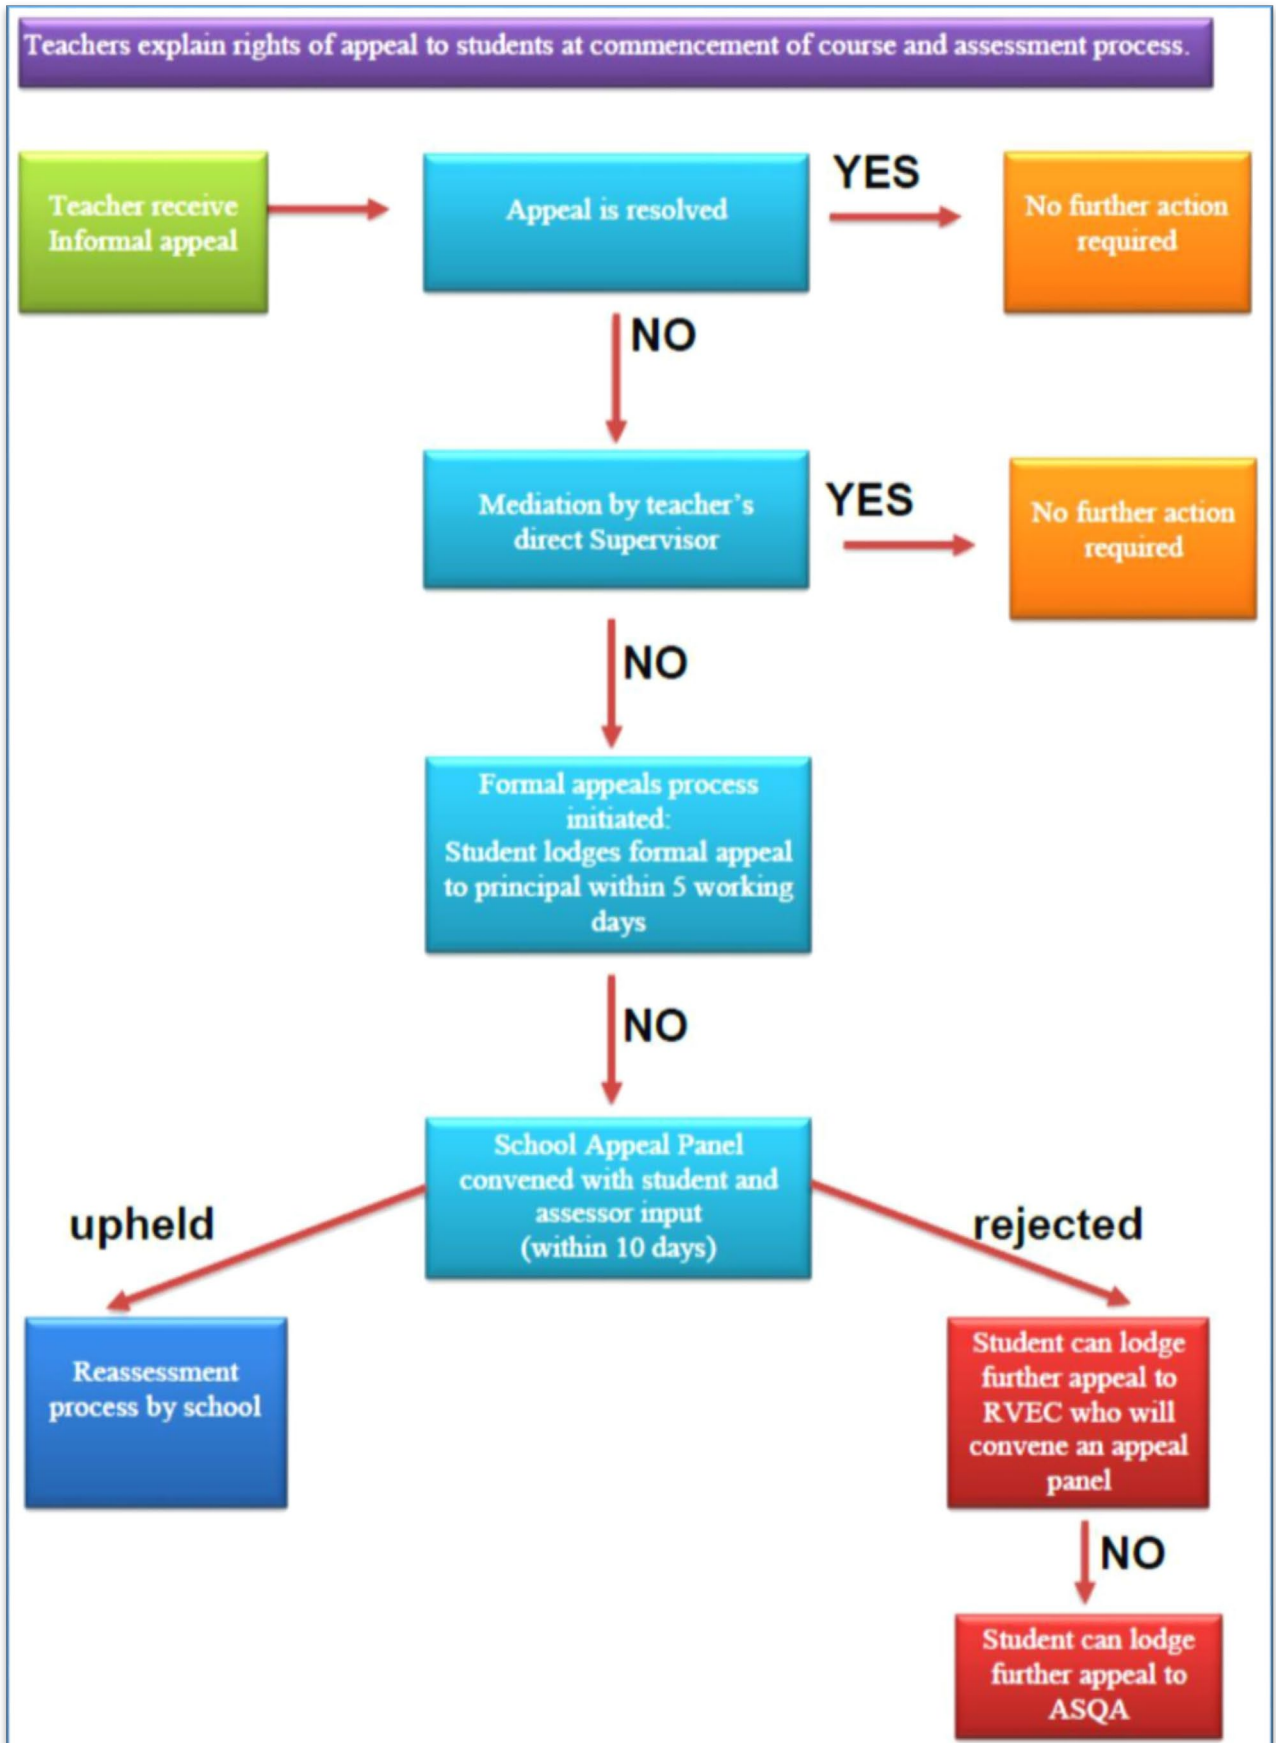 Teachers explain rights of appeal to students at commencement of course and assessment process.
Teacher receive
Informal appeal
Appeal is resolved
YES
No further action
required
NO
Mediation by teacher's
direct Supervisor
YES
No further action
required
NO
Formal appeals process
initiated:
Student lodges formal appeal
to principal within 5 working
days
NO
School Appeal Panel
convened with student and
assessor input
(within 10 days)
upheld
rejected
Reassessment
process by school
Student can lodge
further appeal to
RVEC who will
convene an appeal
panel
NO
Student can lodge
further appeal to
ASQA